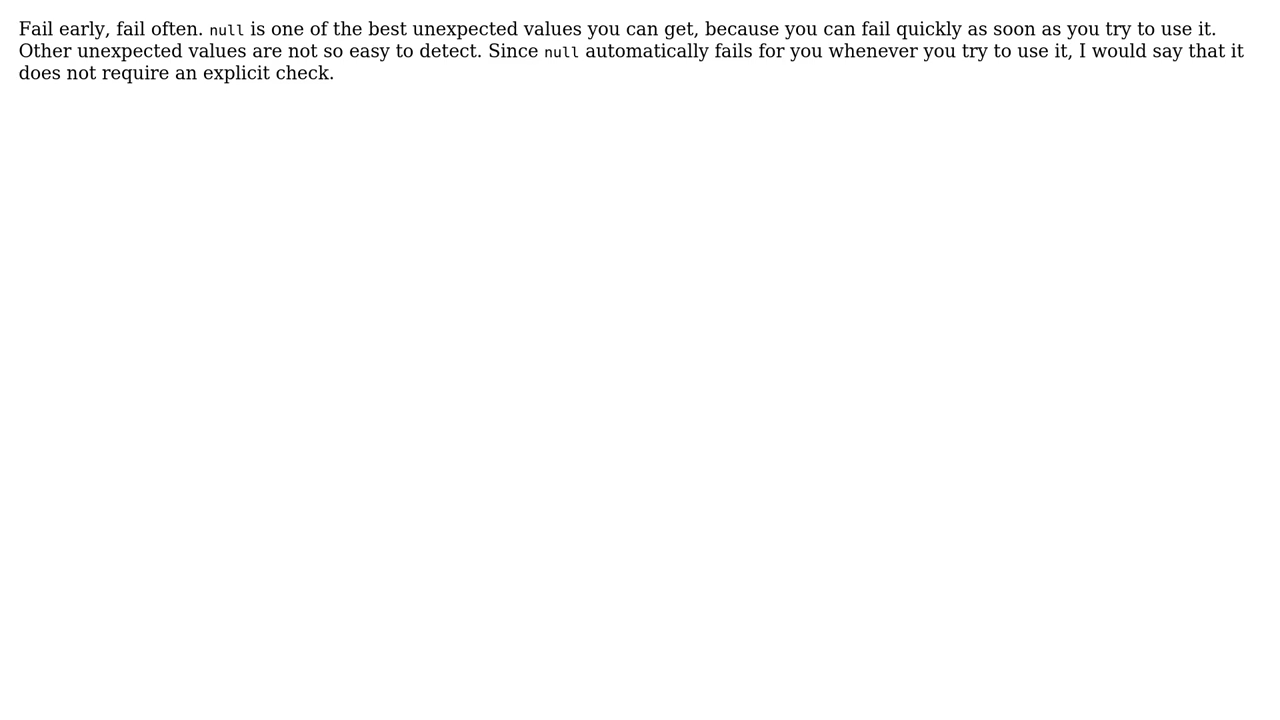 Fail early, fail often. null is one of the best unexpected values you can get, because you can fail quickly as soon as you try to use it.
Other unexpected values are not so easy to detect. Since null automatically fails for you whenever you try to use it, I would say that it
does not require an explicit check.